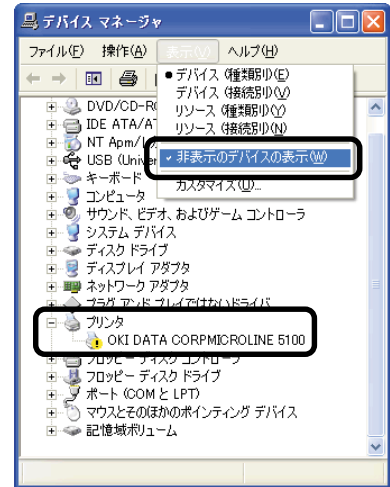 デバイス マネージャ
ファイル(F) 操作(A) 表示(V) ヘルプ(H)
デバイス (種類別)(E)
デバイス (接続別)(V)
リソース (種類別)(Y)
リソース (接続別)(N)
非表示のデバイスの表示(W)
カスタマイズ(U)...
DVD/CD-R
IDE ATA/AT
NT Apm/
USB (Univer
キーボード
コンピュータ
サウンド、ビデオ、およびゲーム コントローラ
システム デバイス
ディスク ドライブ
ディスプレイ アダプタ
ネットワーク アダプタ
プラグ アンド プレイではないドライバ
プリンタ
OKI DATA CORPMICROLINE 5100
フロッピー ディスク コントローラ
フロッピー ディスク ドライブ
ポート (COM と LPT)
マウスとそのほかのポインティング デバイス
記憶域ボリューム